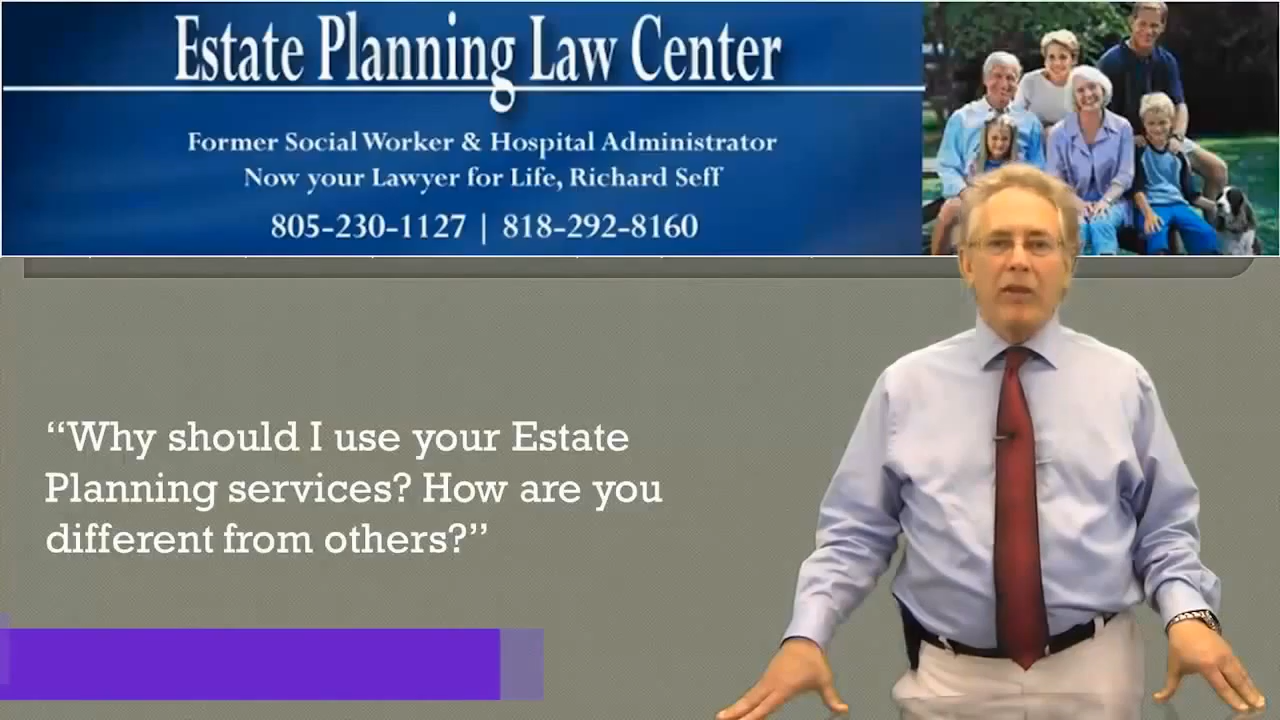 Estate Planning Law Center
Former Social Worker & Hospital Administrator
Now your Lawyer for Life, Richard Seff
805-230-1127 | 818-292-8160
“Why should I use your Estate
Planning services? How are you
different from others?”